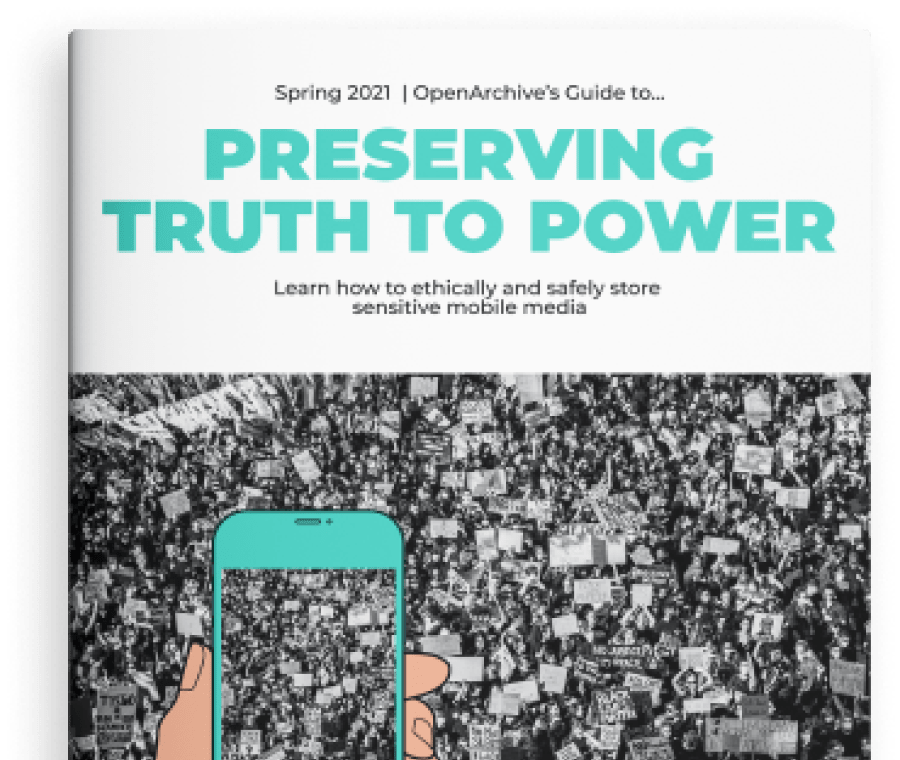 Spring 2021 | OpenArchive's Guide to...
PRESERVING
TRUTH TO POWER
Learn how to ethically and safely store
sensitive mobile media